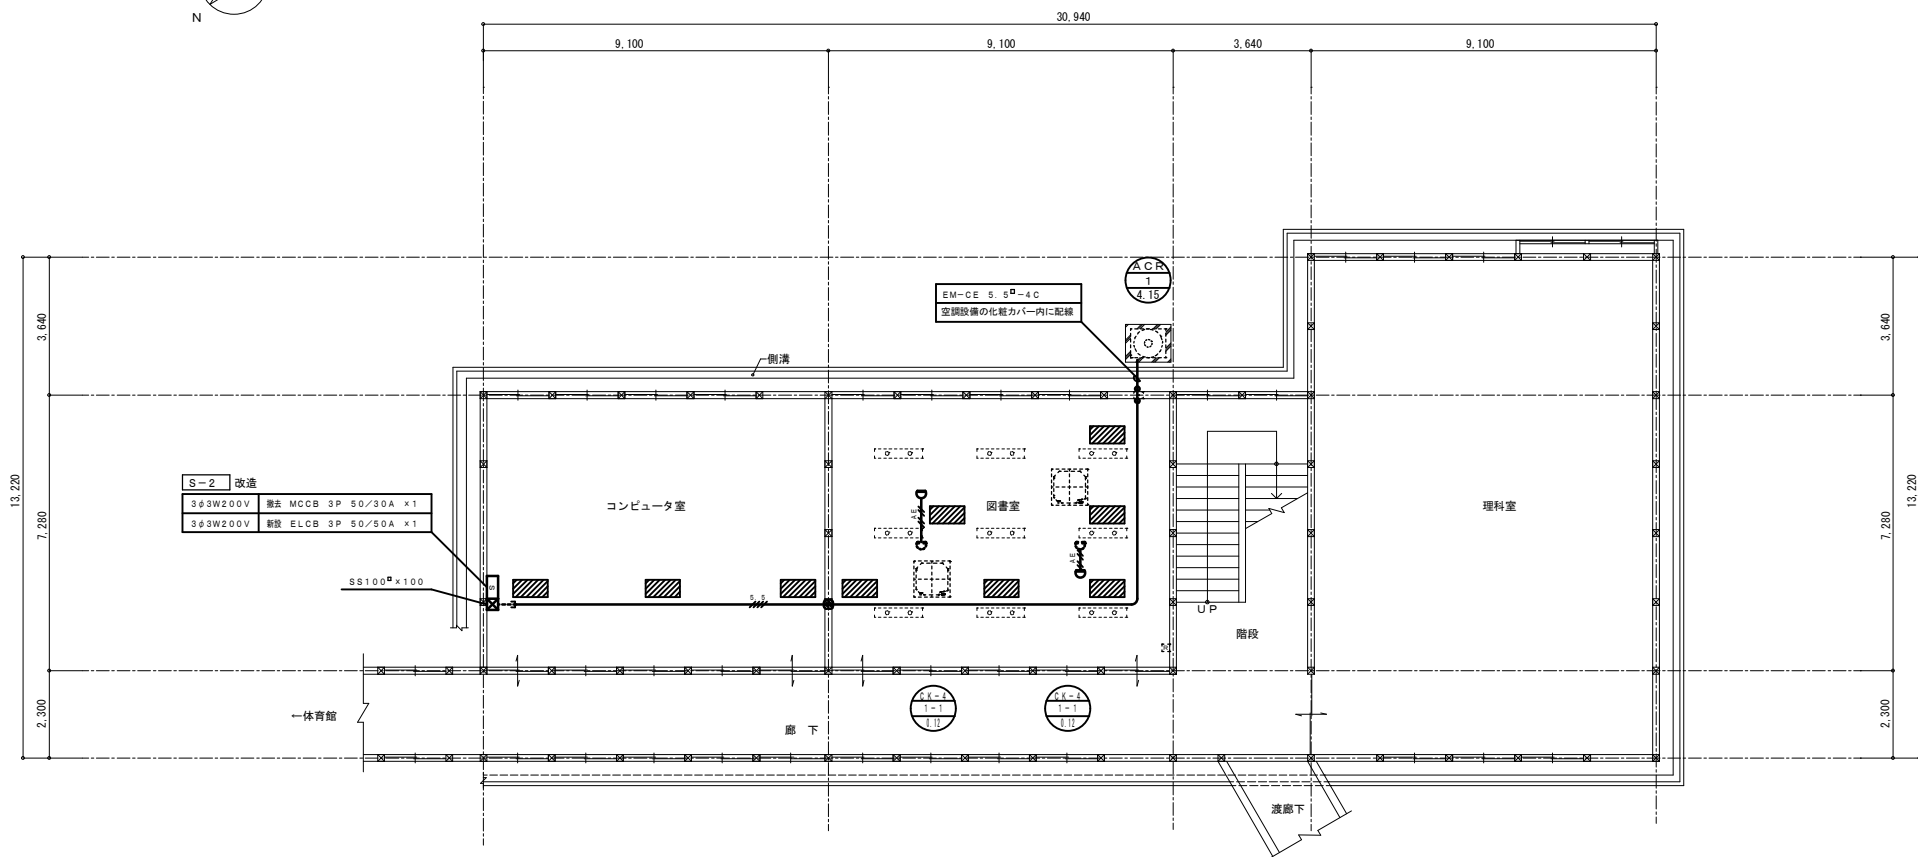 N
30,940
9,100
9,100
3,640
9,100
13,220
3,640
7,280
2,300
3,640
7,280
2,300
13,220
ACR
1
4.15
EM-CE 5.5□-4C
空調設備の化粧カバー内に配線
側溝
S-2 改造
3φ3W200V 撤去 MCCB 3P 50/30A ×1
3φ3W200V 新設 ELCB 3P 50/50A ×1
SS100□×100
S
コンピュータ室
図書室
理科室
AE
AE
5.5
UP
階段
CK-4
1-1
0.12
CK-4
1-1
0.12
←体育館
廊 下
渡廊下